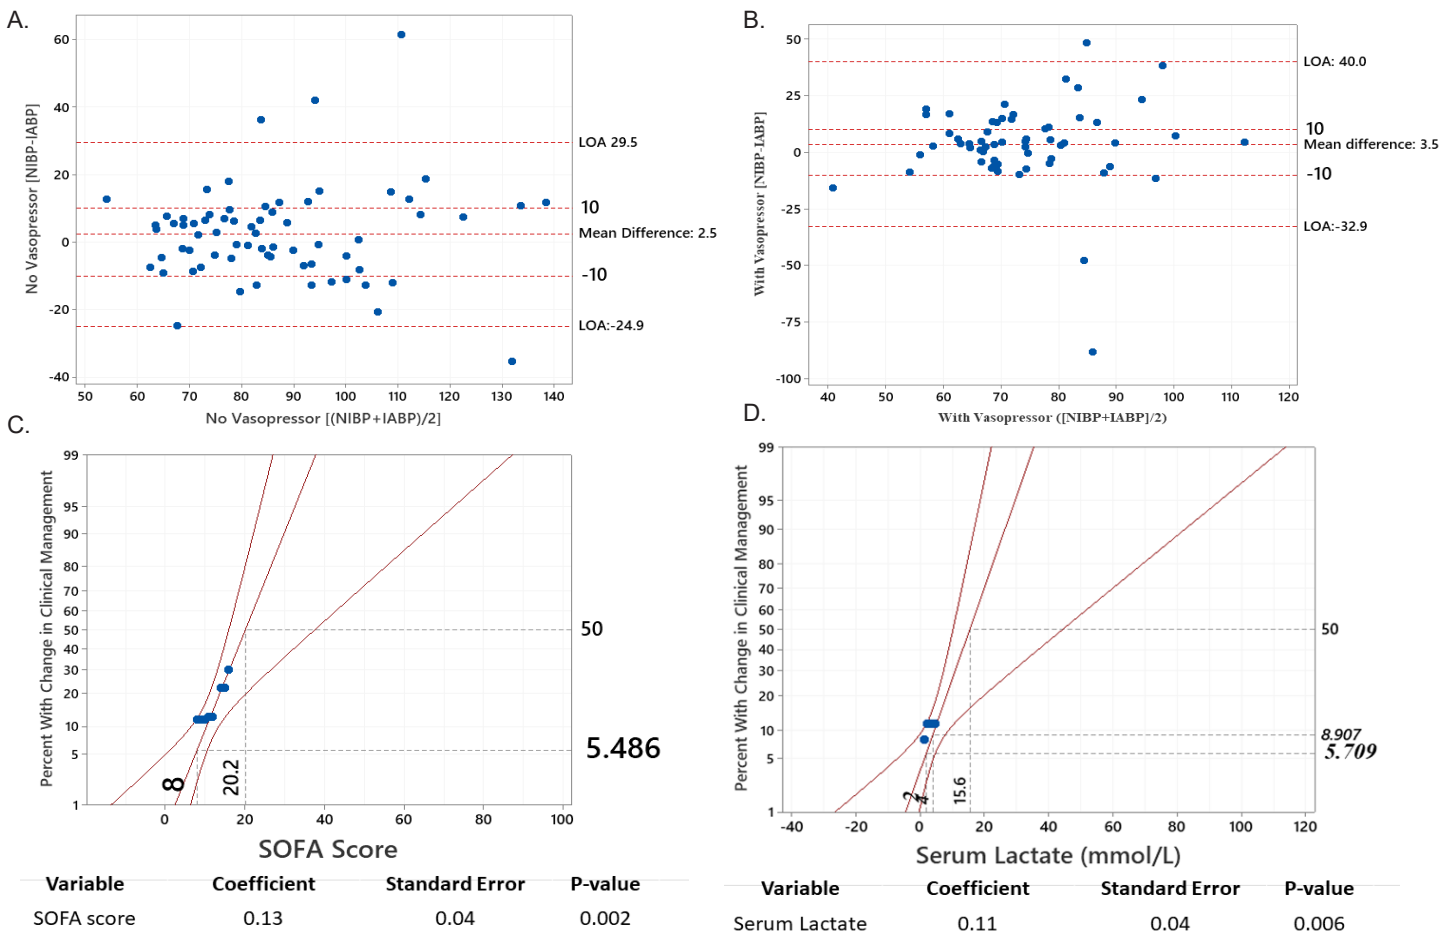 A.
No Vasopressor [NIBP-IABP]
60
40
20
0
-20
-40
LOA 29.5
10
Mean Difference: 2.5
-10
LOA:-24.9
50 60 70 80 90 100 110 120 130 140
No Vasopressor [(NIBP+IABP)/2]
B.
With Vasopressor [NIBP-IABP]
50
25
0
-25
-50
-75
-100
LOA: 40.0
10
Mean difference: 3.5
-10
LOA:-32.9
40 50 60 70 80 90 100 110 120
With Vasopressor ([NIBP+IABP]/2)
C.
Percent With Change in Clinical Management
99
95
90
80
70
60
50
40
30
20
10
5
1
50
5.486
8
20.2
0 20 40 60 80 100
SOFA Score
Variable Coefficient Standard Error P-value
SOFA score 0.13 0.04 0.002
D.
Percent With Change in Clinical Management
99
95
90
80
70
60
50
40
30
20
10
5
1
50
8.907
5.709
2
4
15.6
-40 -20 0 20 40 60 80 100 120
Serum Lactate (mmol/L)
Variable Coefficient Standard Error P-value
Serum Lactate 0.11 0.04 0.006